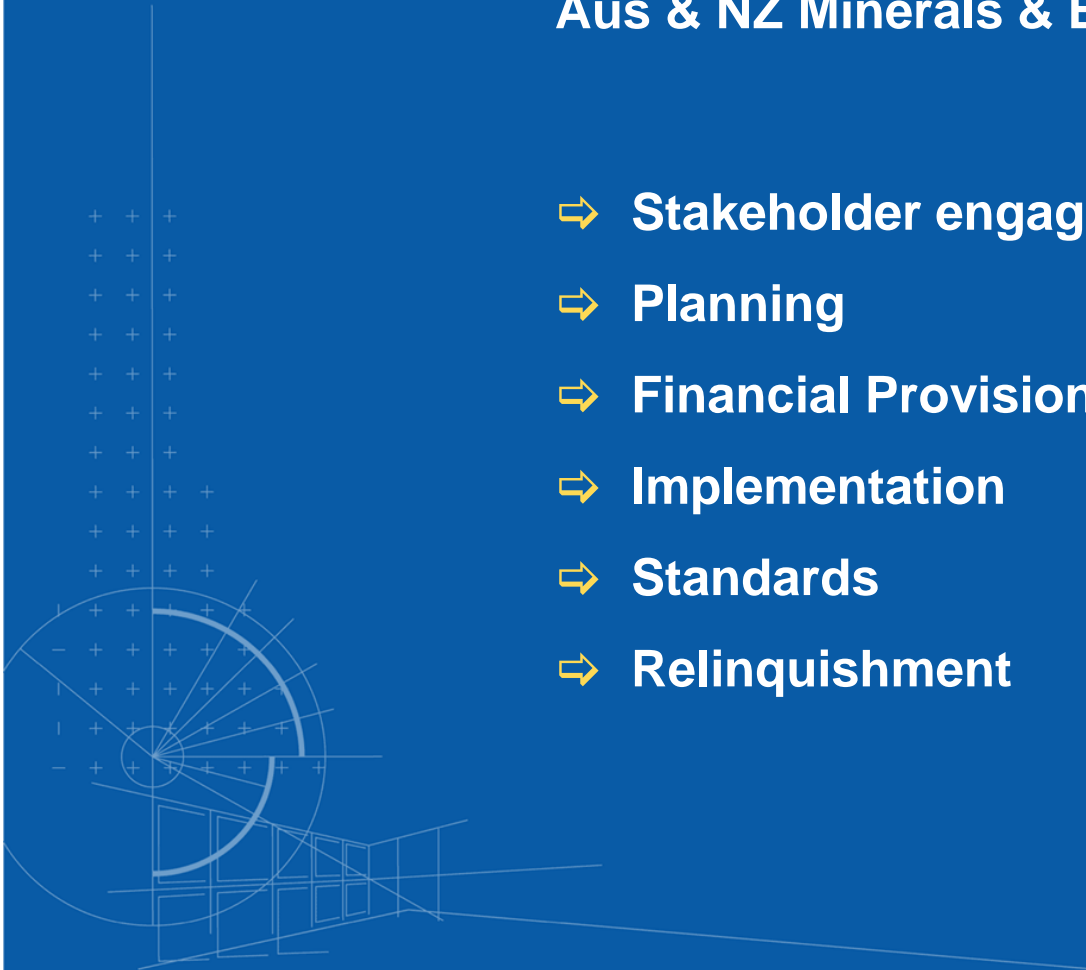 Aus & NZ Minerals & E
⇨ Stakeholder engag
⇨ Planning
⇨ Financial Provision
⇨ Implementation
⇨ Standards
⇨ Relinquishment